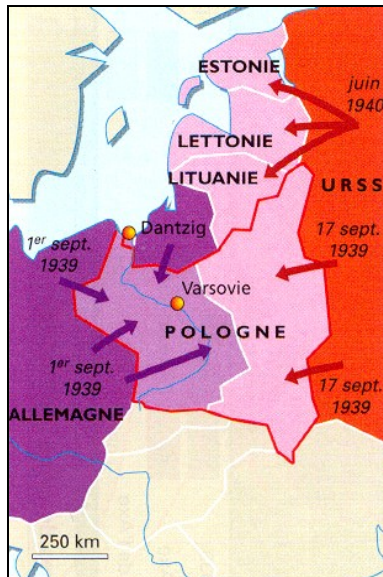 ESTONIE
juin
1940
LETTONIE
LITUANIE
URSS
1er sept.
1939
Dantzig
17 sept.
1939
Varsovie
POLOGNE
1er sept.
1939
17 sept.
1939
ALLEMAGNE
250 km